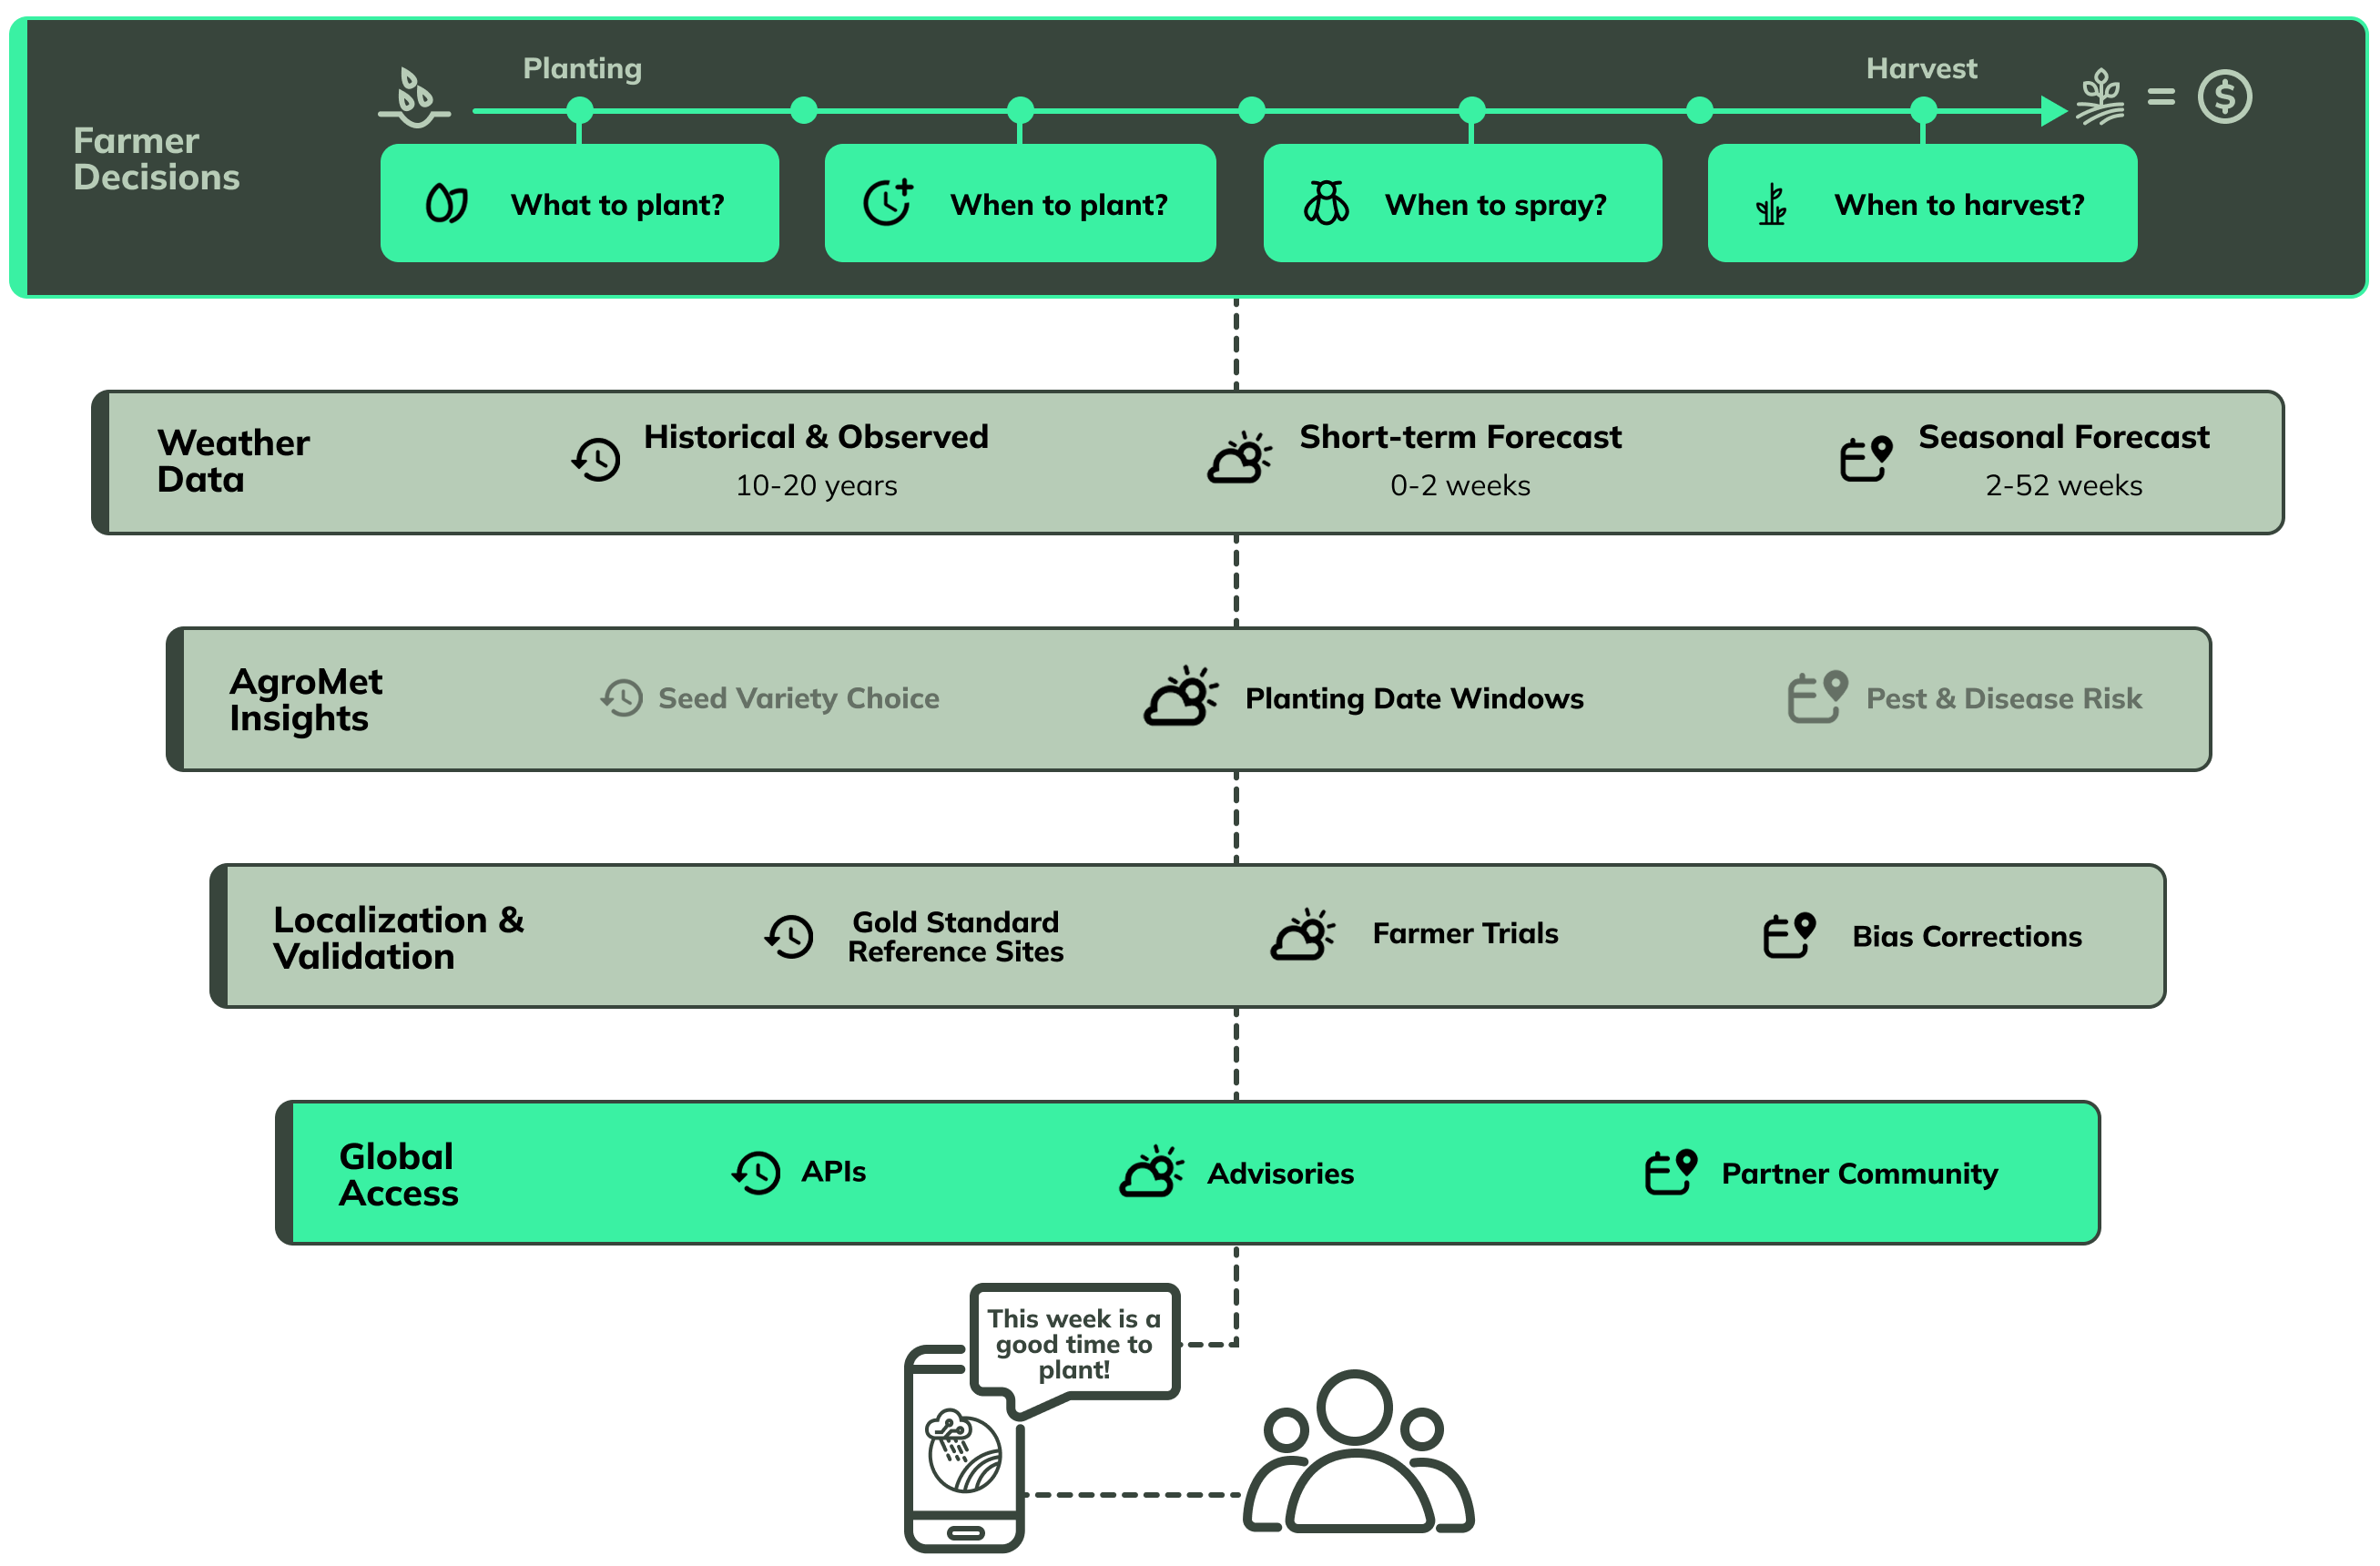 Planting
Harvest
Farmer
Decisions
What to plant?
When to plant?
When to spray?
When to harvest?
=
$
Weather
Data
Historical & Observed
10-20 years
Short-term Forecast
0-2 weeks
Seasonal Forecast
2-52 weeks
AgroMet
Insights
Seed Variety Choice
Planting Date Windows
Pest & Disease Risk
Localization &
Validation
Gold Standard
Reference Sites
Farmer Trials
Bias Corrections
Global
Access
APIs
Advisories
Partner Community
This week is a
good time to
plant!